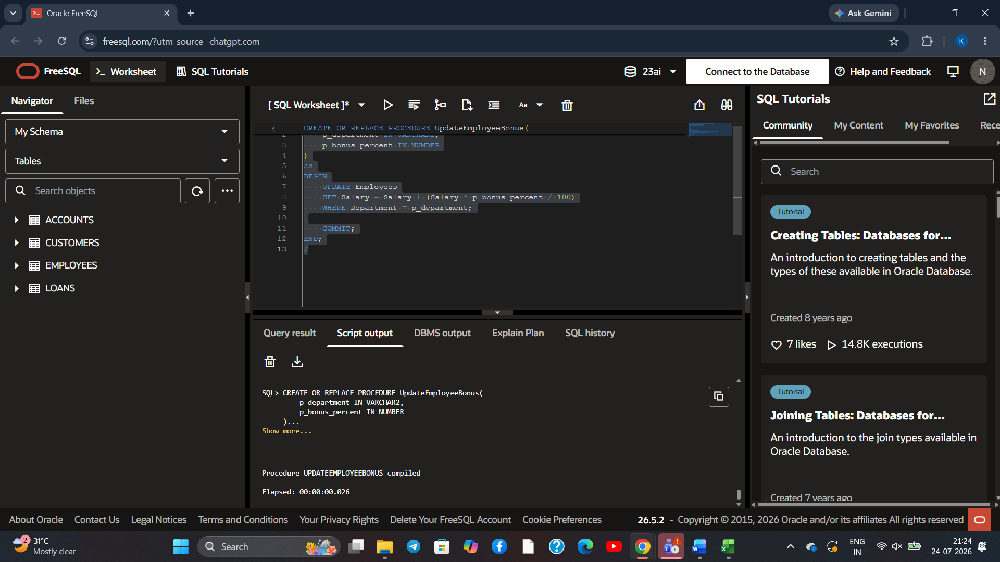 Oracle FreeSQL
Ask Gemini
freesql.com/?utm_source=chatgpt.com
K
FreeSQL
Worksheet
SQL Tutorials
23ai
Connect to the Database
Help and Feedback
N
Navigator
Files
My Schema
Tables
Search objects
ACCOUNTS
CUSTOMERS
EMPLOYEES
LOANS
[ SQL Worksheet ]*
Aa
1 CREATE OR REPLACE PROCEDURE UpdateEmployeeBonus(
2 p_department IN VARCHAR2,
3 p_bonus_percent IN NUMBER
4 )
5 AS
6 BEGIN
7 UPDATE Employees
8 SET Salary = Salary + (Salary * p_bonus_percent / 100)
9 WHERE Department = p_department;
10
11 COMMIT;
12 END;
13 /
Query result
Script output
DBMS output
Explain Plan
SQL history
SQL> CREATE OR REPLACE PROCEDURE UpdateEmployeeBonus(
p_department IN VARCHAR2,
p_bonus_percent IN NUMBER
)...
Show more...
Procedure UPDATEEMPLOYEEBONUS compiled
Elapsed: 00:00:00.026
SQL Tutorials
Community
My Content
My Favorites
Rece
Search
Tutorial
Creating Tables: Databases for...
An introduction to creating tables and the
types of these available in Oracle Database.
Created 8 years ago
7 likes
14.8K executions
Tutorial
Joining Tables: Databases for...
An introduction to the join types available in
Oracle Database.
Created 7 years ago
About Oracle
Contact Us
Legal Notices
Terms and Conditions
Your Privacy Rights
Delete Your FreeSQL Account
Cookie Preferences
26.5.2 - Copyright © 2015, 2026 Oracle and/or its affiliates All rights reserved
2
31°C
Mostly clear
Search
ENG
IN
21:24
24-07-2026